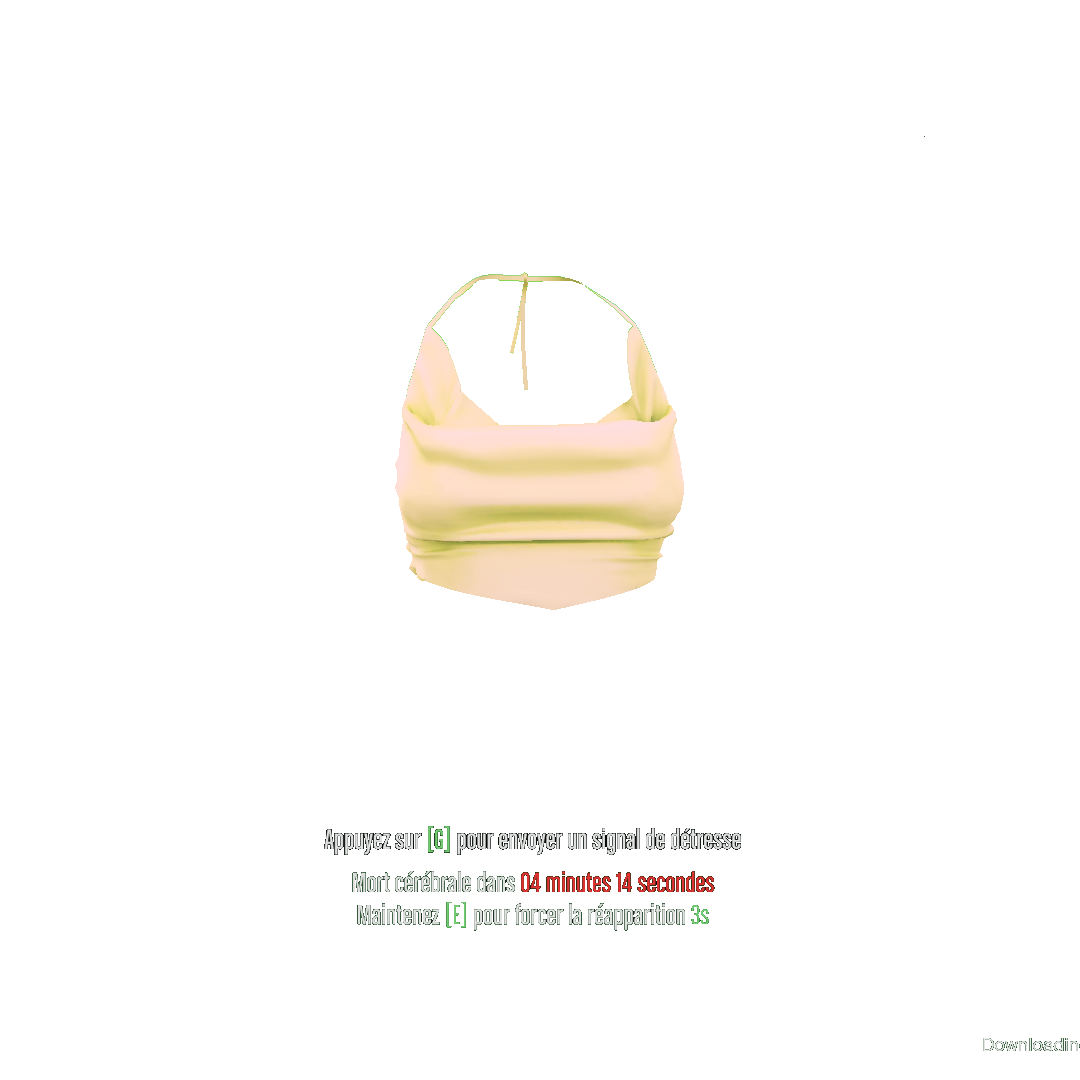 Appuyez sur [G] pour envoyer un signal de détresse
Mort cérébrale dans 04 minutes 14 secondes
Maintenez [E] pour forcer la réapparition 3s
Downloadin